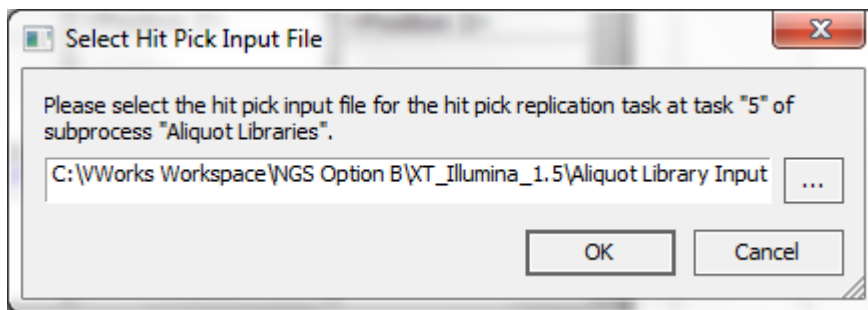 Select Hit Pick Input File
Please select the hit pick input file for the hit pick replication task at task "5" of
subprocess "Aliquot Libraries".
C:\VWorks Workspace\NGS Option B\XT_Illumina_1.5\Aliquot Library Input
...
OK Cancel